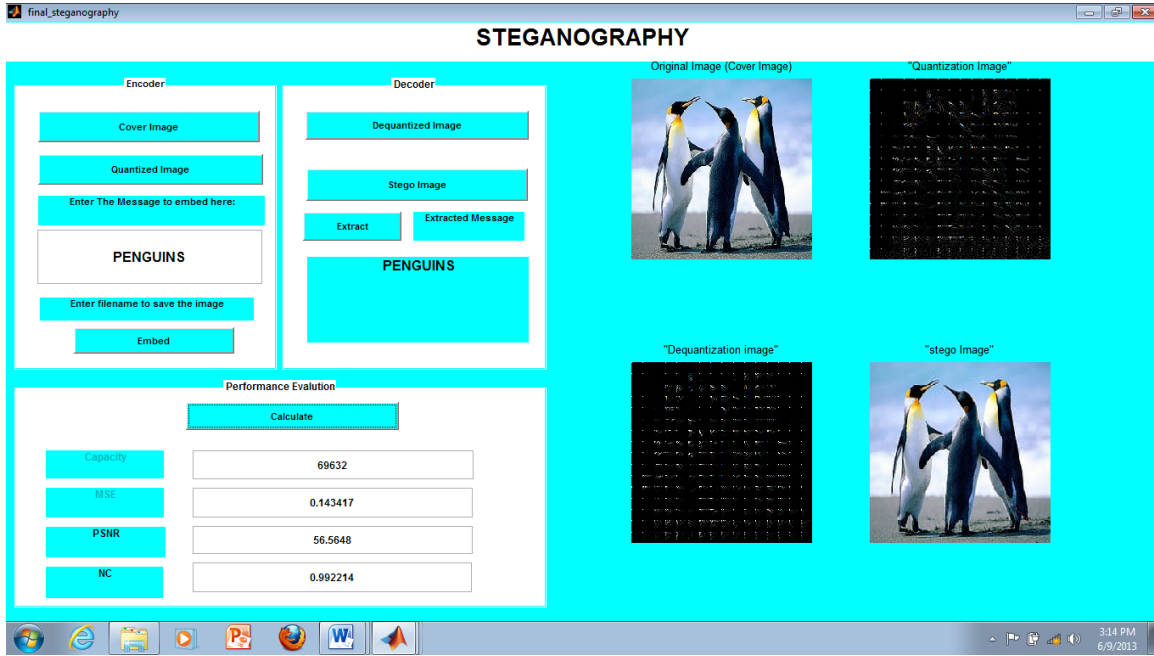 final_steganography
STEGANOGRAPHY
Encoder
Cover Image
Quantized Image
Enter The Message to embed here:
PENGUINS
Enter filename to save the image
Embed
Decoder
Dequantized Image
Stego Image
Extract
Extracted Message
PENGUINS
Original Image (Cover Image)
"Quantization Image"
"Dequantization image"
"stego Image"
Performance Evalution
Calculate
Capacity
69632
MSE
0.143417
PSNR
56.5648
NC
0.992214
3:14 PM
6/9/2013